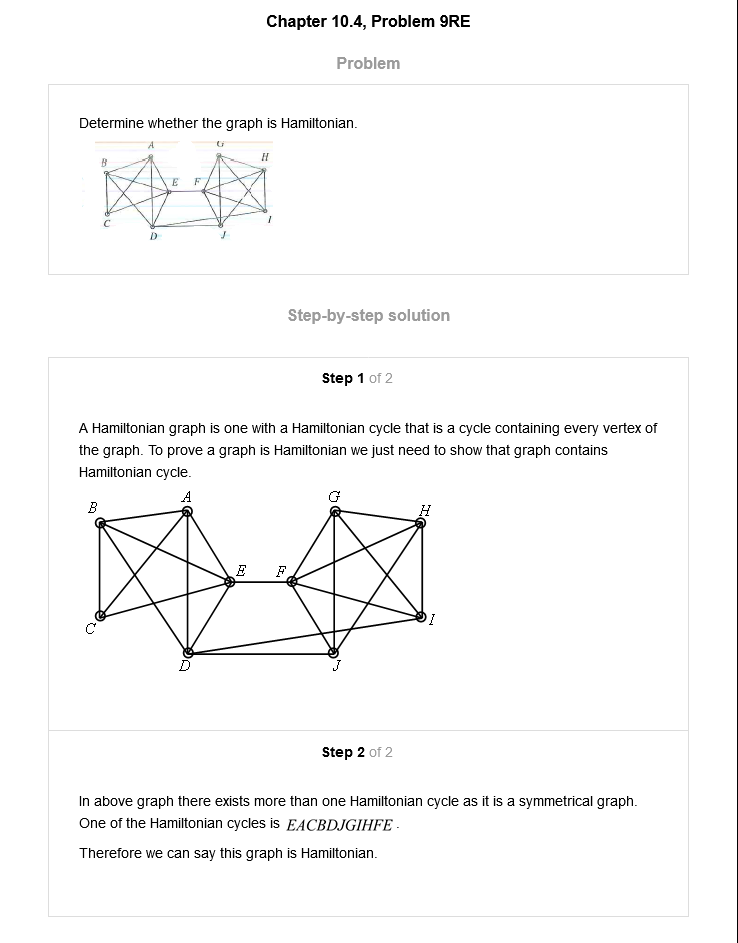 Chapter 10.4, Problem 9RE
Problem
Determine whether the graph is Hamiltonian.
A G
B H
E F
C I
D J
Step-by-step solution
Step 1 of 2
A Hamiltonian graph is one with a Hamiltonian cycle that is a cycle containing every vertex of
the graph. To prove a graph is Hamiltonian we just need to show that graph contains
Hamiltonian cycle.
A G
B H
E F
C I
D J
Step 2 of 2
In above graph there exists more than one Hamiltonian cycle as it is a symmetrical graph.
One of the Hamiltonian cycles is EACBDJGIHFE .
Therefore we can say this graph is Hamiltonian.